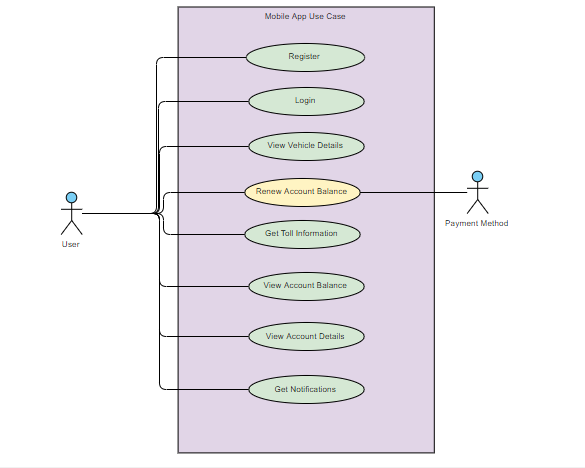 Mobile App Use Case
Register
Login
View Vehicle Details
Renew Account Balance
Payment Method
Get Toll Information
User
View Account Balance
View Account Details
Get Notifications